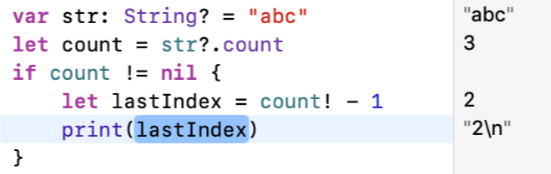 var str: String? = "abc" "abc"
let count = str?.count 3
if count != nil {
    let lastIndex = count! - 1 2
    print(lastIndex) "2\n"
}